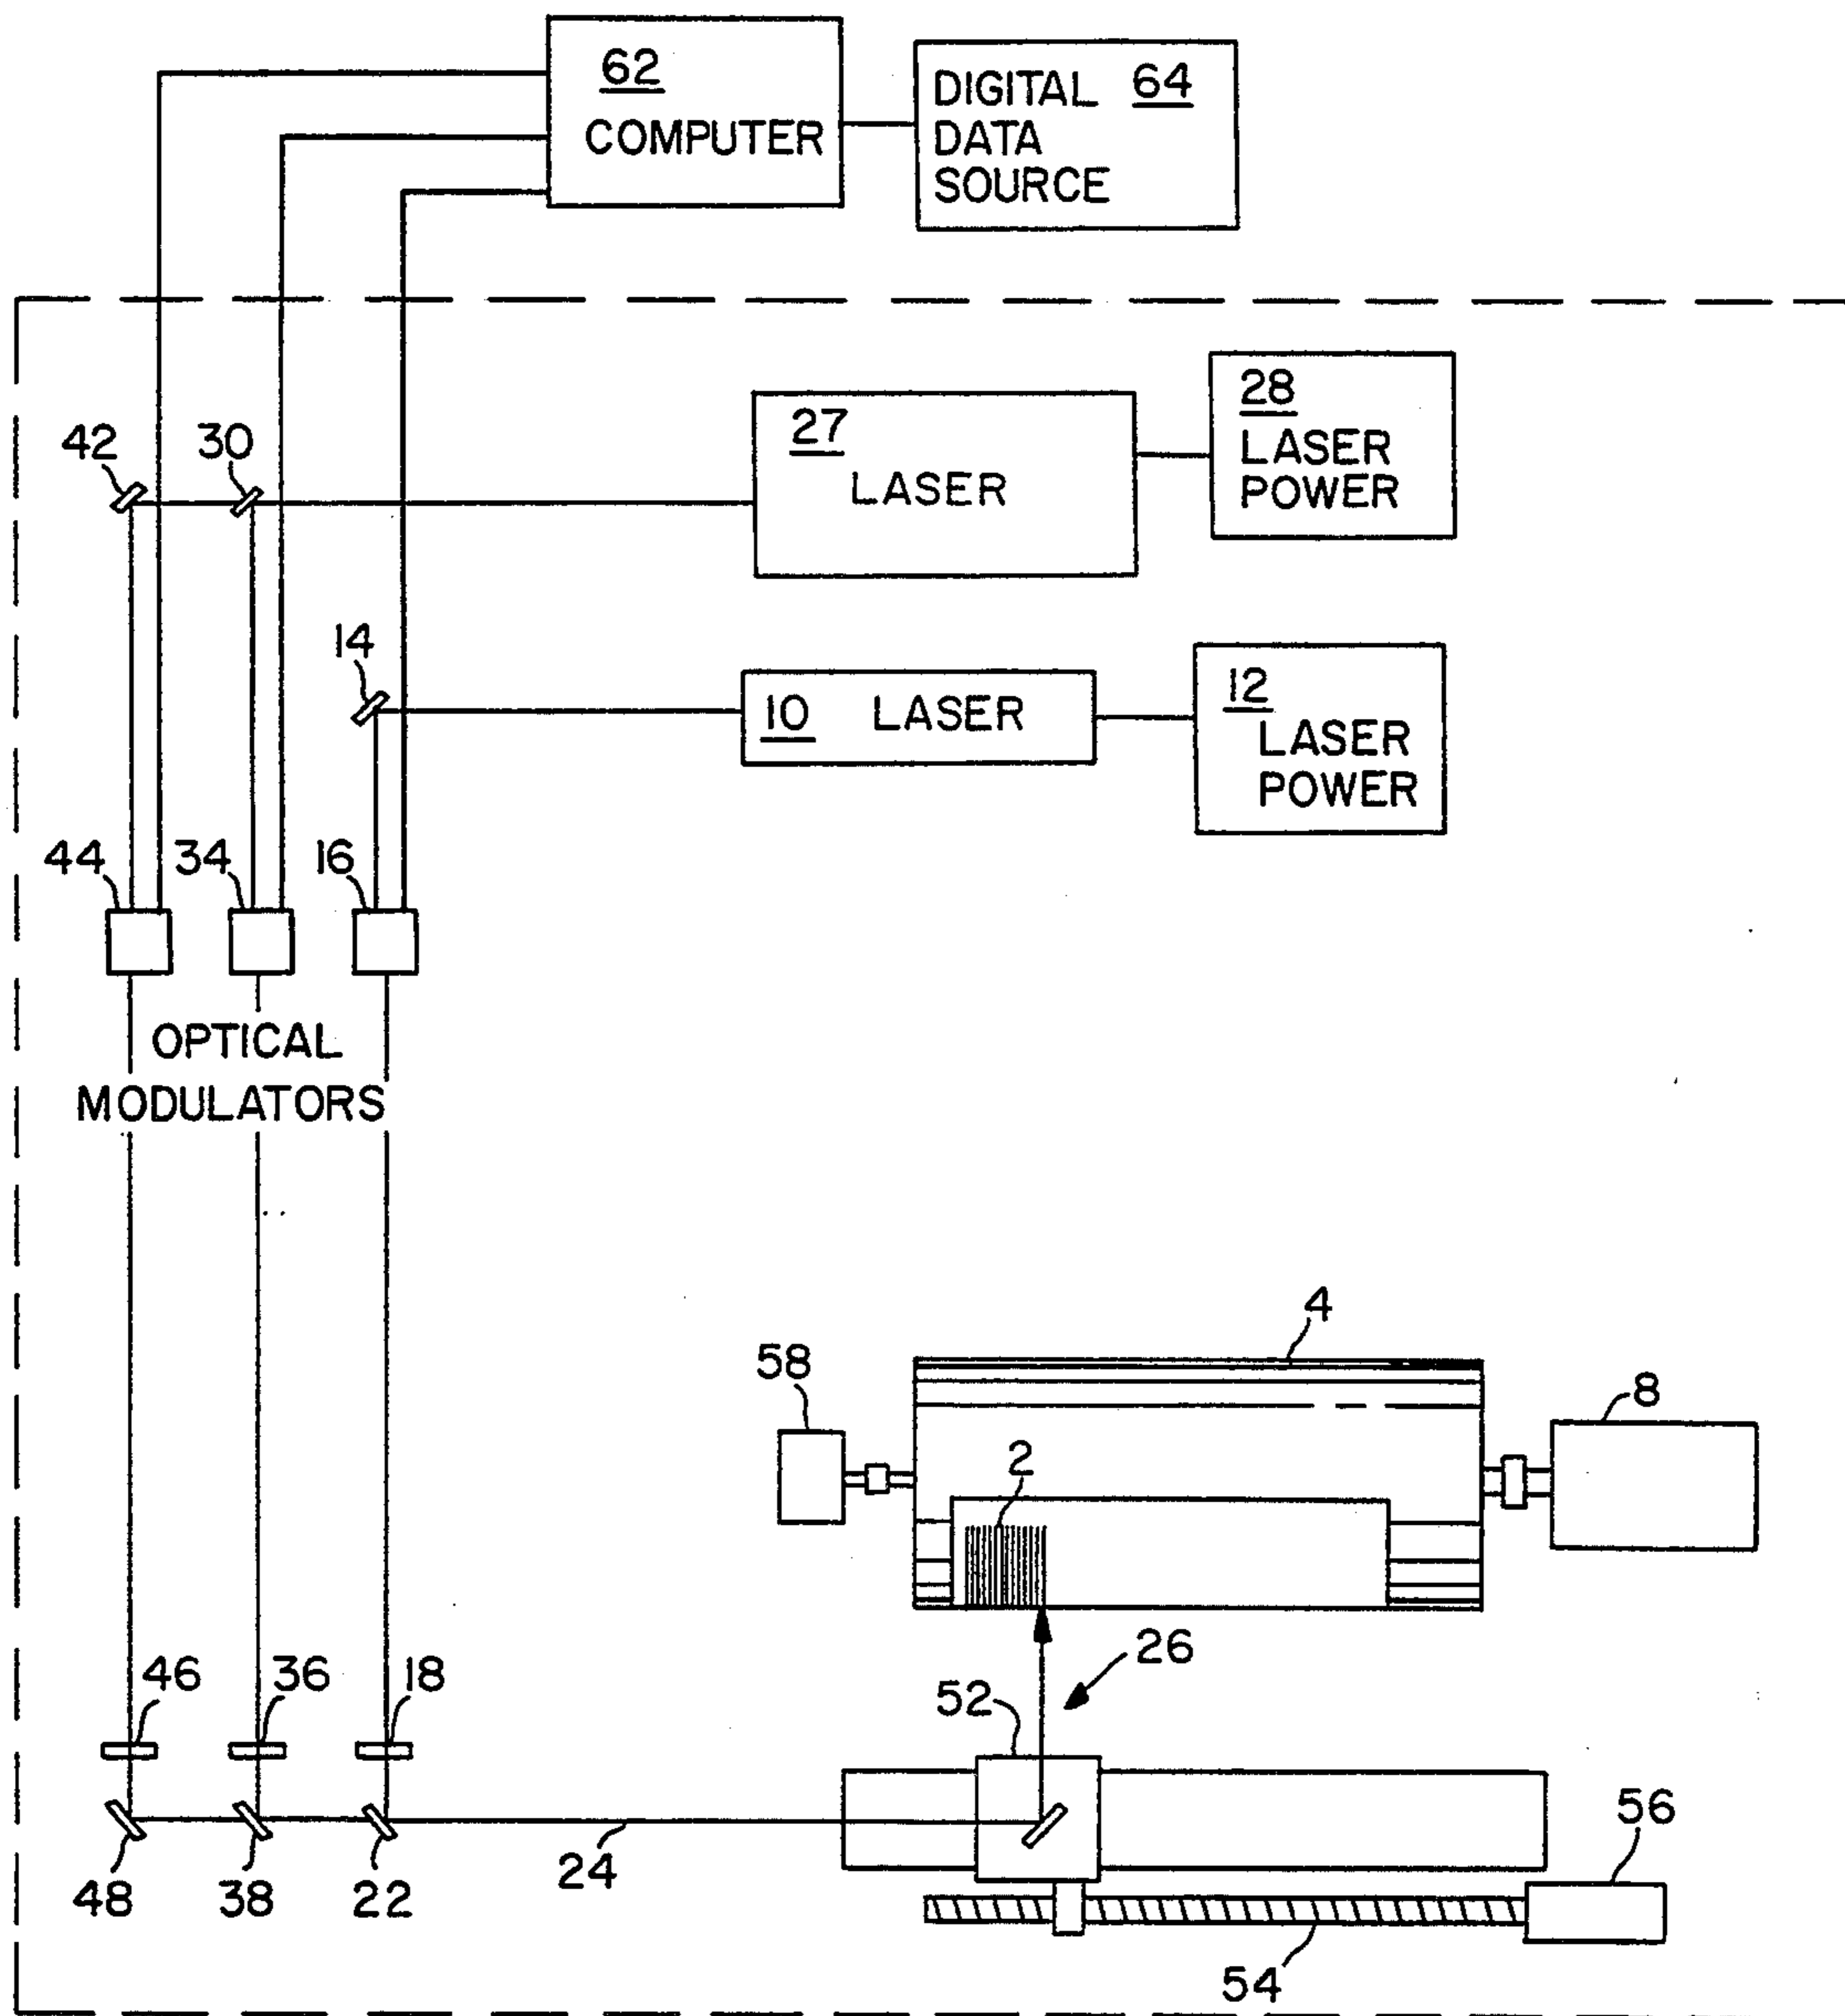 62
COMPUTER
DIGITAL 64
DATA
SOURCE
28
LASER
POWER
27
LASER
42
30
14
10 LASER
12
LASER
POWER
44
34
16
OPTICAL
MODULATORS
4
58
8
2
46
36
18
26
52
56
48
38
22
24
54